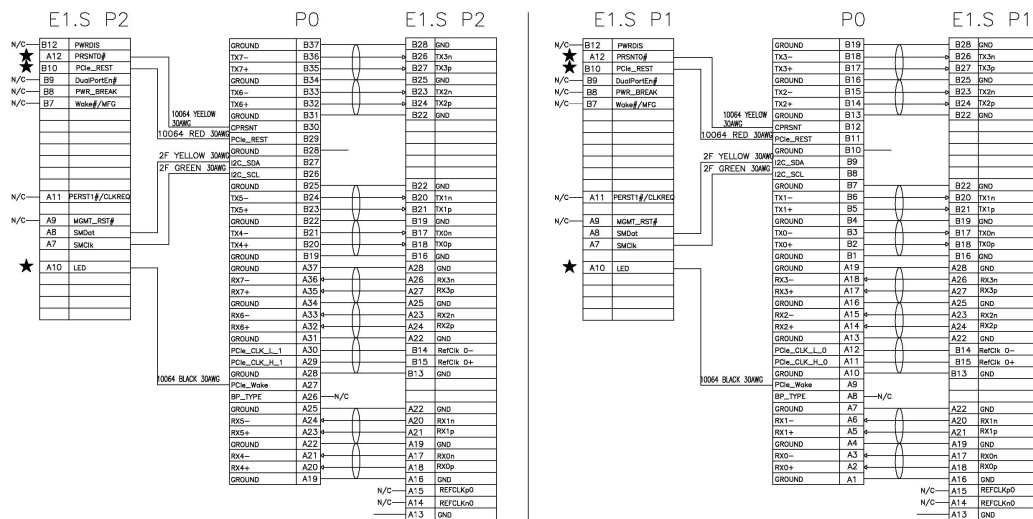 E1.S P2
N/C B12 PWRDIS
A12 PRSNT0#
B10 PCIe_REST
N/C B9 DualPortEn#
N/C B8 PWR_BREAK
N/C B7 Wake#/MFG
N/C A11 PERST1#/CLKREQ
N/C A9 MGMT_RST#
A8 SMDat
A7 SMClk
A10 LED
10064 YEELOW
30AWG
10064 RED 30AWG
2F YELLOW 30AWG
2F GREEN 30AWG
10064 BLACK 30AWG
P0
GROUND B37
TX7- B36
TX7+ B35
GROUND B34
TX6- B33
TX6+ B32
GROUND B31
CPRSNT B30
PCIe_REST B29
GROUND B28
I2C_SDA B27
I2C_SCL B26
GROUND B25
TX5- B24
TX5+ B23
GROUND B22
TX4- B21
TX4+ B20
GROUND B19
GROUND A37
RX7- A36
RX7+ A35
GROUND A34
RX6- A33
RX6+ A32
GROUND A31
PCIe_CLK_L_1 A30
PCIe_CLK_H_1 A29
GROUND A28
PCIe_Wake A27
BP_TYPE A26 N/C
GROUND A25
RX5- A24
RX5+ A23
GROUND A22
RX4- A21
RX4+ A20
GROUND A19
E1.S P2
B28 GND
B26 TX3n
B27 TX3p
B25 GND
B23 TX2n
B24 TX2p
B22 GND
B22 GND
B20 TX1n
B21 TX1p
B19 GND
B17 TX0n
B18 TX0p
B16 GND
A28 GND
A26 RX3n
A27 RX3p
A25 GND
A23 RX2n
A24 RX2p
A22 GND
B14 RefClk 0-
B15 RefClk 0+
B13 GND
A22 GND
A20 RX1n
A21 RX1p
A19 GND
A17 RX0n
A18 RX0p
A16 GND
N/C A15 REFCLKp0
N/C A14 REFCLKn0
A13 GND
E1.S P1
N/C B12 PWRDIS
A12 PRSNT0#
B10 PCIe_REST
N/C B9 DualPortEn#
N/C B8 PWR_BREAK
N/C B7 Wake#/MFG
N/C A11 PERST1#/CLKREQ
N/C A9 MGMT_RST#
A8 SMDat
A7 SMClk
A10 LED
10064 YEELOW
30AWG
10064 RED 30AWG
2F YELLOW 30AWG
2F GREEN 30AWG
10064 BLACK 30AWG
P0
GROUND B19
TX3- B18
TX3+ B17
GROUND B16
TX2- B15
TX2+ B14
GROUND B13
CPRSNT B12
PCIe_REST B11
GROUND B10
I2C_SDA B9
I2C_SCL B8
GROUND B7
TX1- B6
TX1+ B5
GROUND B4
TX0- B3
TX0+ B2
GROUND B1
GROUND A19
RX3- A18
RX3+ A17
GROUND A16
RX2- A15
RX2+ A14
GROUND A13
PCIe_CLK_L_0 A12
PCIe_CLK_H_0 A11
GROUND A10
PCIe_Wake A9
BP_TYPE A8 N/C
GROUND A7
RX1- A6
RX1+ A5
GROUND A4
RX0- A3
RX0+ A2
GROUND A1
E1.S P1
B28 GND
B26 TX3n
B27 TX3p
B25 GND
B23 TX2n
B24 TX2p
B22 GND
B22 GND
B20 TX1n
B21 TX1p
B19 GND
B17 TX0n
B18 TX0p
B16 GND
A28 GND
A26 RX3n
A27 RX3p
A25 GND
A23 RX2n
A24 RX2p
A22 GND
B14 RefClk 0-
B15 RefClk 0+
B13 GND
A22 GND
A20 RX1n
A21 RX1p
A19 GND
A17 RX0n
A18 RX0p
A16 GND
N/C A15 REFCLKp0
N/C A14 REFCLKn0
A13 GND